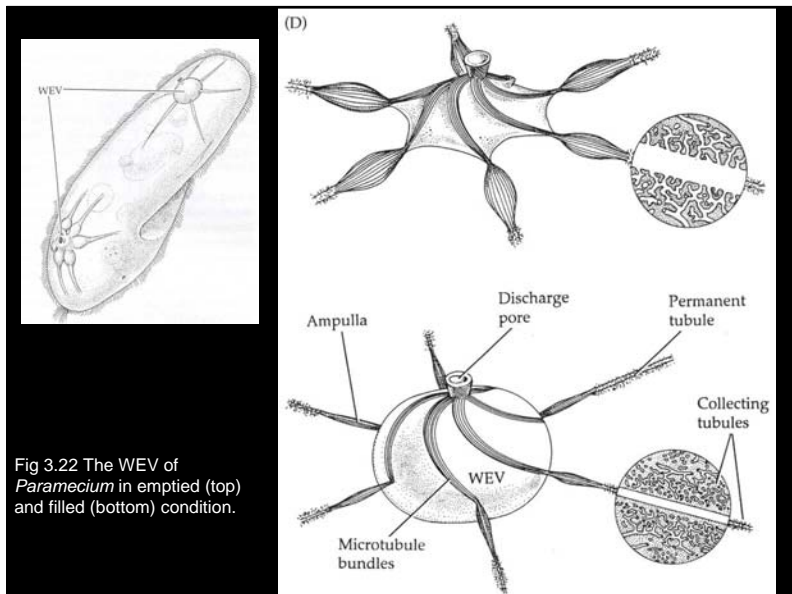 WEV
(D)
Discharge
pore
Permanent
tubule
Ampulla
Collecting
tubules
WEV
Microtubule
bundles
Fig 3.22 The WEV of
Paramecium in emptied (top)
and filled (bottom) condition.